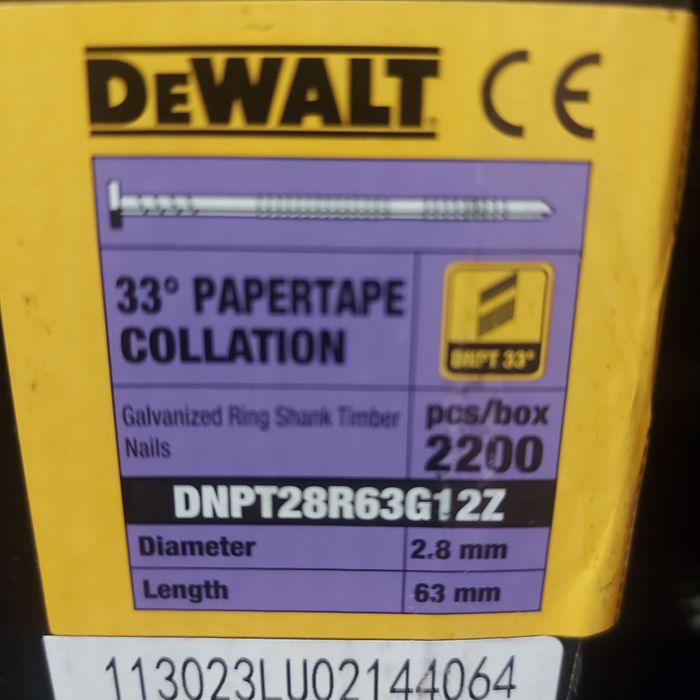 DEWALT CE
33° PAPERTAPE
COLLATION
DNPT 33°
Galvanized Ring Shank Timber
Nails
pcs/box
2200
DNPT28R63G12Z
Diameter 2.8 mm
Length 63 mm
113023LU02144064